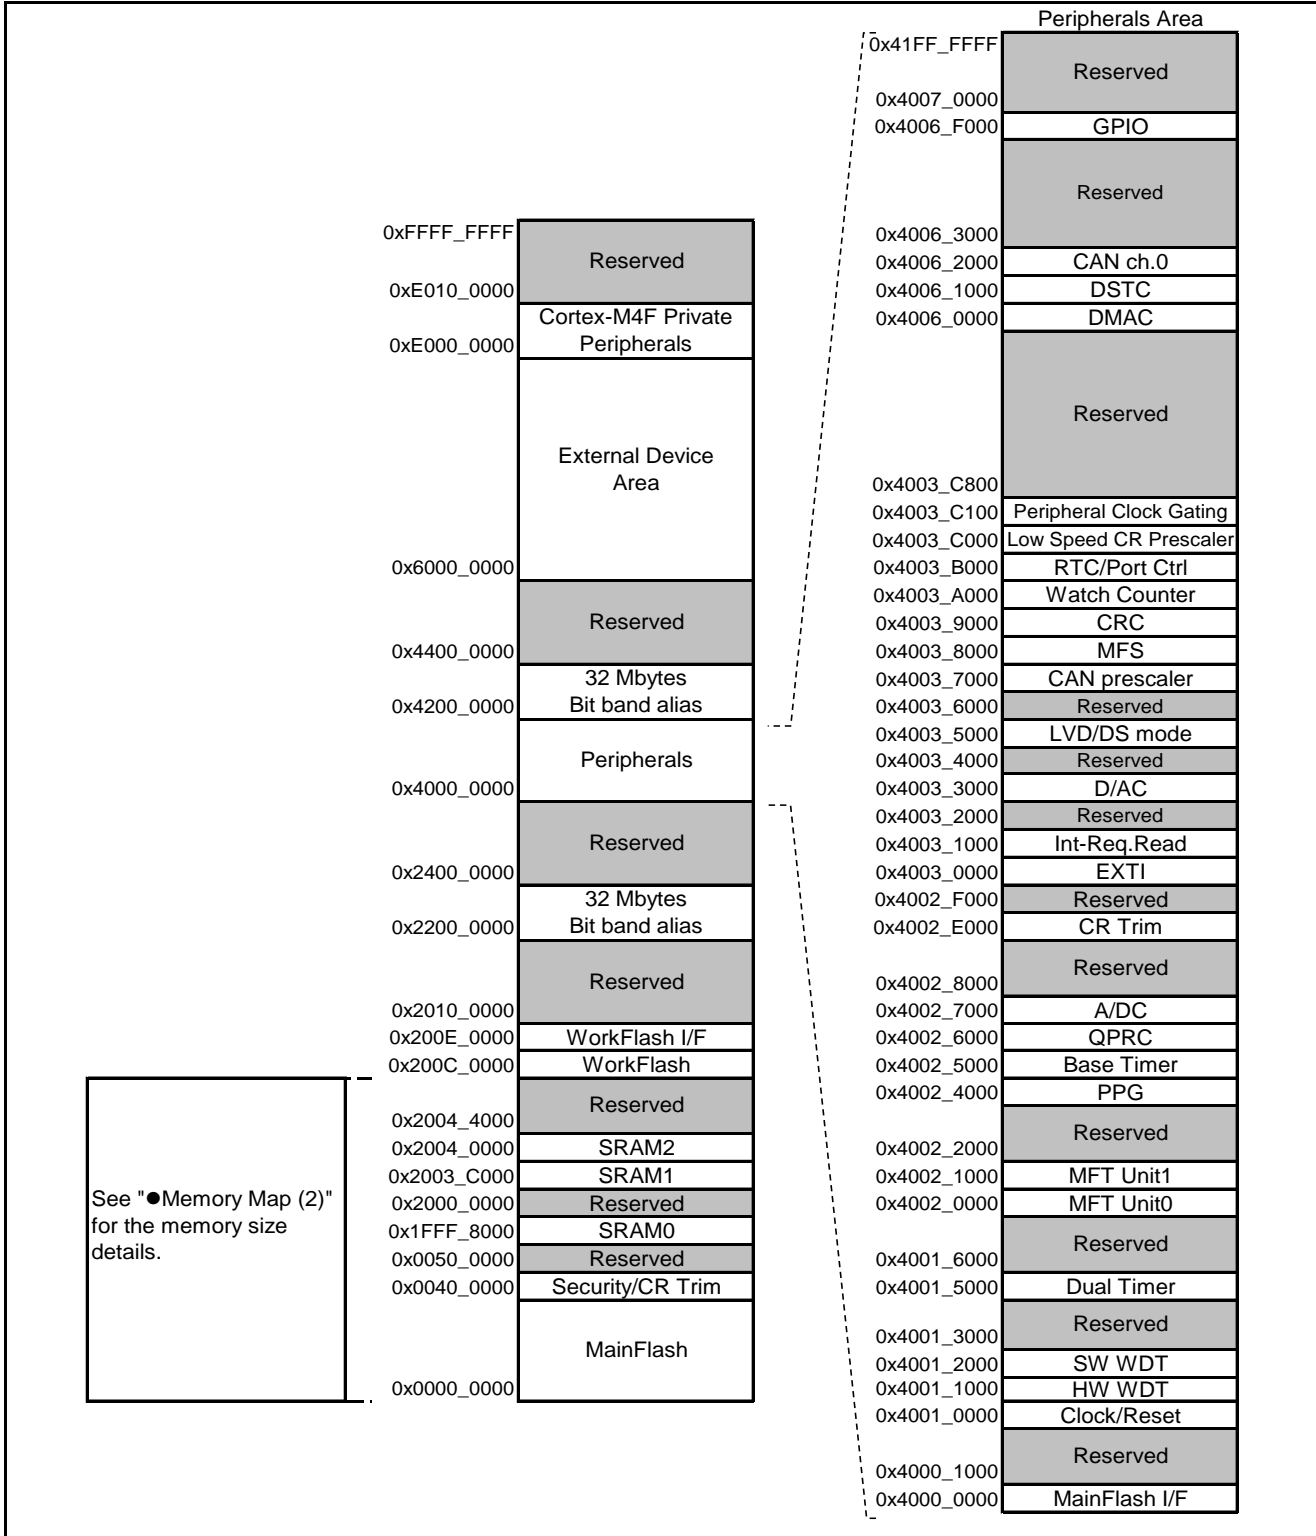 0xFFFF_FFFF
Reserved
0xE010_0000
Cortex-M4F Private
Peripherals
0xE000_0000
External Device
Area
0x6000_0000
Reserved
0x4400_0000
32 Mbytes
Bit band alias
0x4200_0000
Peripherals
0x4000_0000
Reserved
0x2400_0000
32 Mbytes
Bit band alias
0x2200_0000
Reserved
0x2010_0000
0x200E_0000 WorkFlash I/F
0x200C_0000 WorkFlash
Reserved
0x2004_4000
0x2004_0000 SRAM2
0x2003_C000 SRAM1
0x2000_0000 Reserved
0x1FFF_8000 SRAM0
0x0050_0000 Reserved
0x0040_0000 Security/CR Trim
MainFlash
0x0000_0000
See "●Memory Map (2)"
for the memory size
details.
Peripherals Area
0x41FF_FFFF
Reserved
0x4007_0000
0x4006_F000 GPIO
Reserved
0x4006_3000
0x4006_2000 CAN ch.0
0x4006_1000 DSTC
0x4006_0000 DMAC
Reserved
0x4003_C800
0x4003_C100 Peripheral Clock Gating
0x4003_C000 Low Speed CR Prescaler
0x4003_B000 RTC/Port Ctrl
0x4003_A000 Watch Counter
0x4003_9000 CRC
0x4003_8000 MFS
0x4003_7000 CAN prescaler
0x4003_6000 Reserved
0x4003_5000 LVD/DS mode
0x4003_4000 Reserved
0x4003_3000 D/AC
0x4003_2000 Reserved
0x4003_1000 Int-Req.Read
0x4003_0000 EXTI
0x4002_F000 Reserved
0x4002_E000 CR Trim
Reserved
0x4002_8000
0x4002_7000 A/DC
0x4002_6000 QPRC
0x4002_5000 Base Timer
0x4002_4000 PPG
Reserved
0x4002_2000
0x4002_1000 MFT Unit1
0x4002_0000 MFT Unit0
Reserved
0x4001_6000
0x4001_5000 Dual Timer
Reserved
0x4001_3000
0x4001_2000 SW WDT
0x4001_1000 HW WDT
0x4001_0000 Clock/Reset
Reserved
0x4000_1000
0x4000_0000 MainFlash I/F